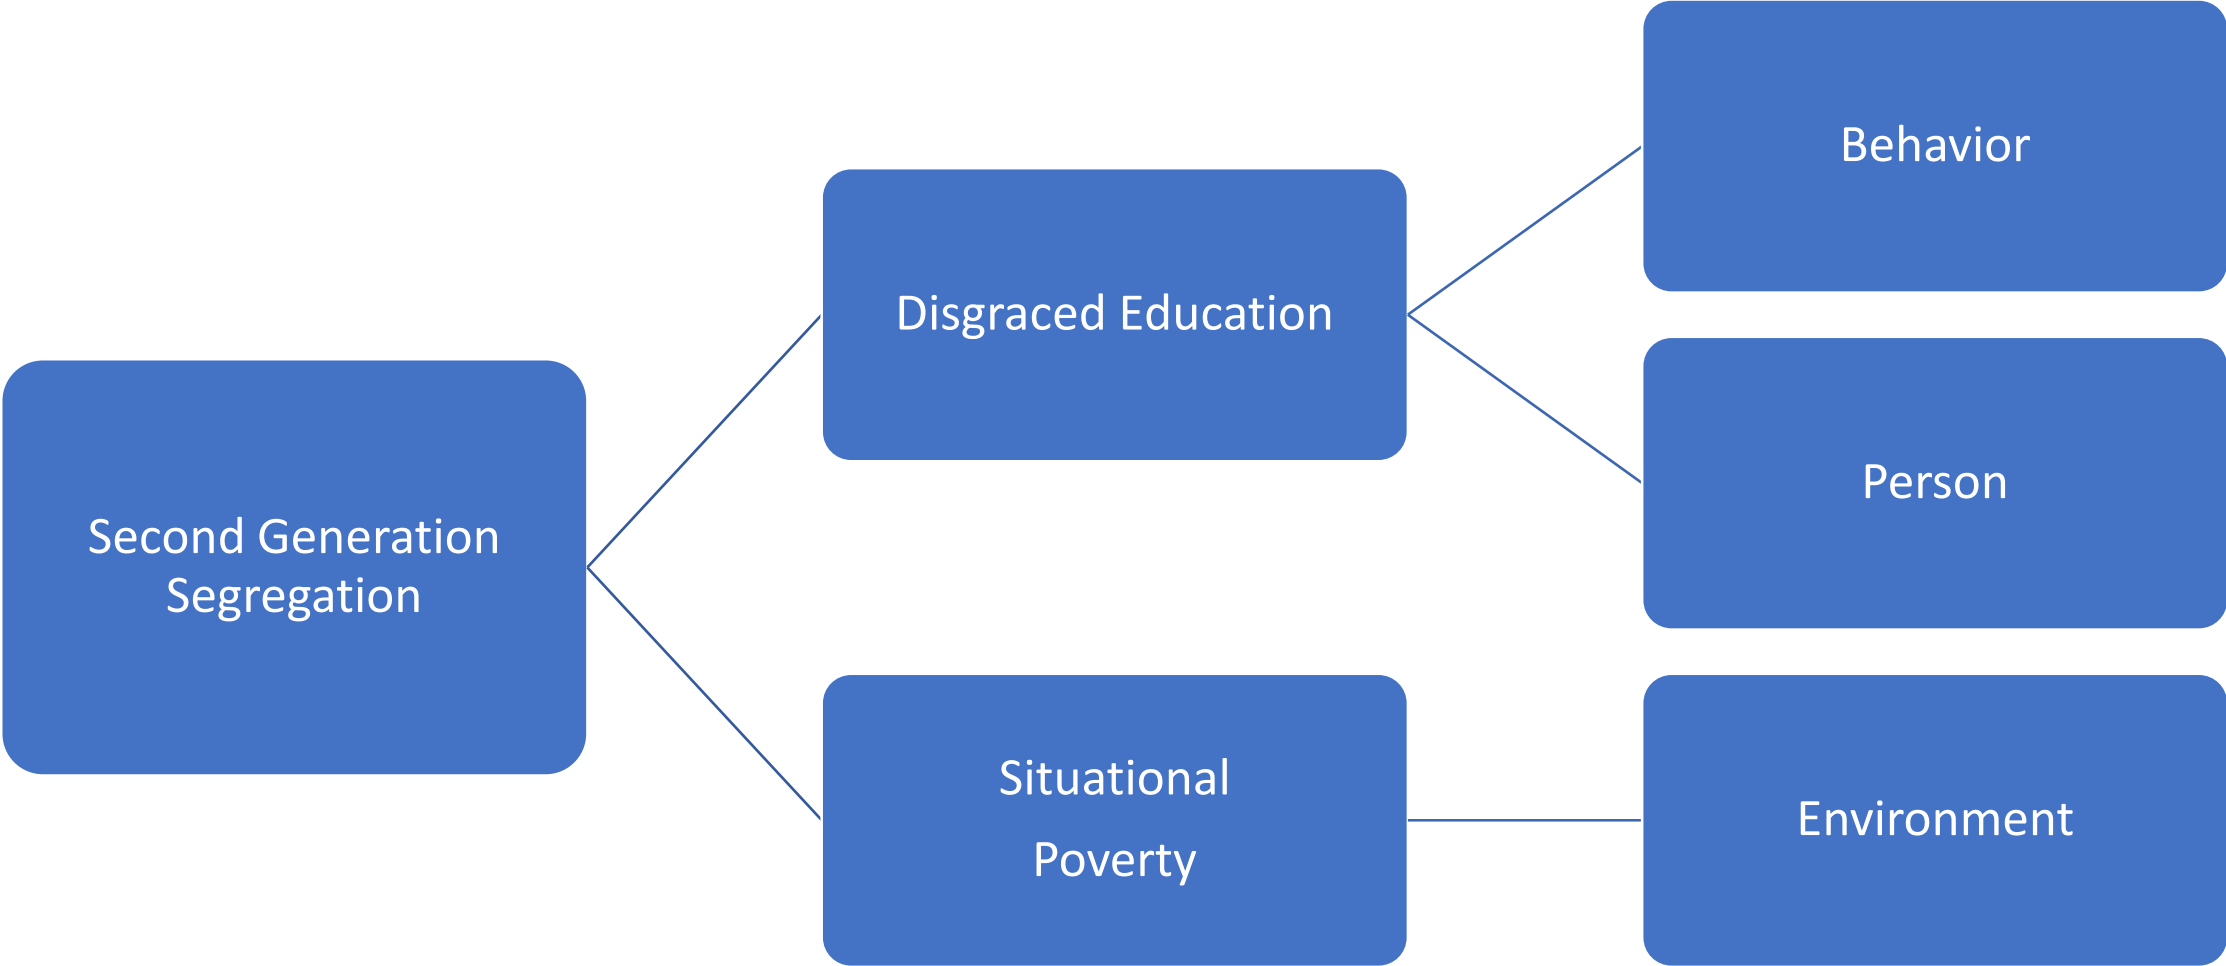 Second Generation
Segregation
Disgraced Education
Situational
Poverty
Behavior
Person
Environment